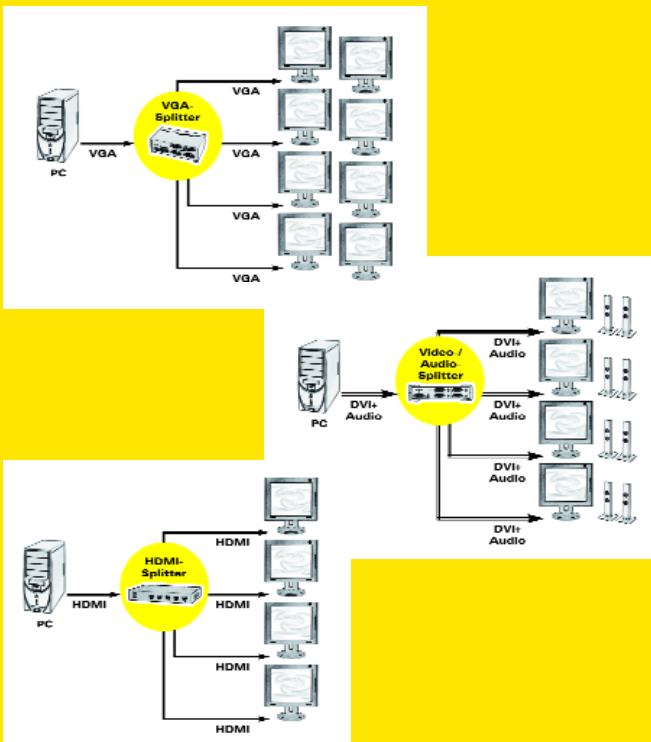 VGA
VGA-
Splitter
VGA
VGA
PC
VGA
VGA
Video-/
Audio-
Splitter
DVI+
Audio
DVI+
Audio
DVI+
Audio
PC
DVI+
Audio
DVI+
Audio
HDMI
HDMI-
Splitter
HDMI
HDMI
PC
HDMI
HDMI